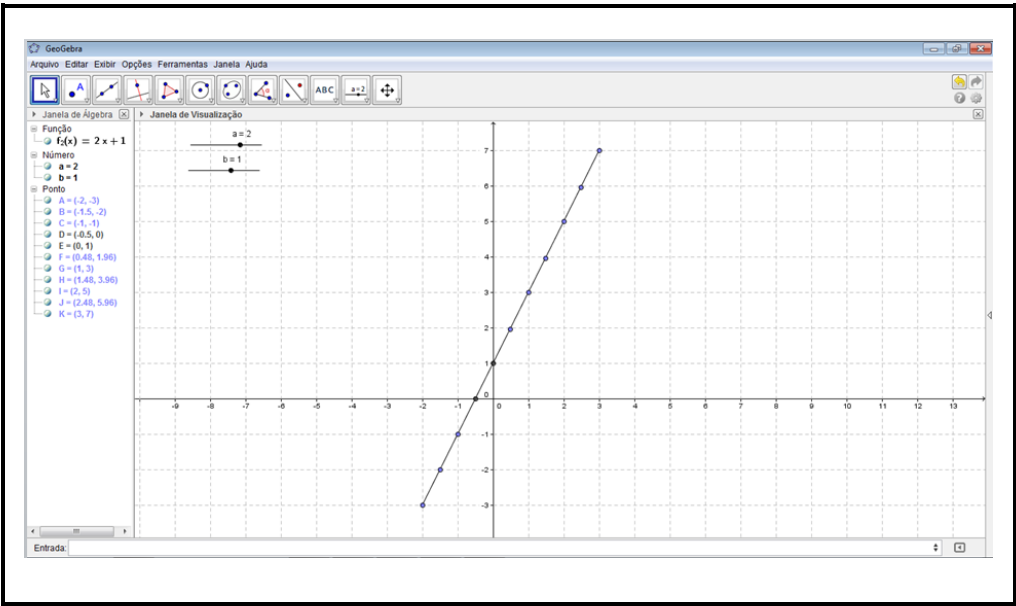 GeoGebra
Arquivo Editar Exibir Opções Ferramentas Janela Ajuda
A
ABC
a=2
Janela de Álgebra
Janela de Visualização
Função
f₂(x) = 2 x + 1
Número
a = 2
b = 1
Ponto
A = (-2, -3)
B = (-1.5, -2)
C = (-1, -1)
D = (-0.5, 0)
E = (0, 1)
F = (0.48, 1.96)
G = (1, 3)
H = (1.48, 3.96)
I = (2, 5)
J = (2.48, 5.96)
K = (3, 7)
a = 2
b = 1
7
6
5
4
3
2
1
0
-9 -8 -7 -6 -5 -4 -3 -2 -1 0 1 2 3 4 5 6 7 8 9 10 11 12 13
-1
-2
-3
Entrada: